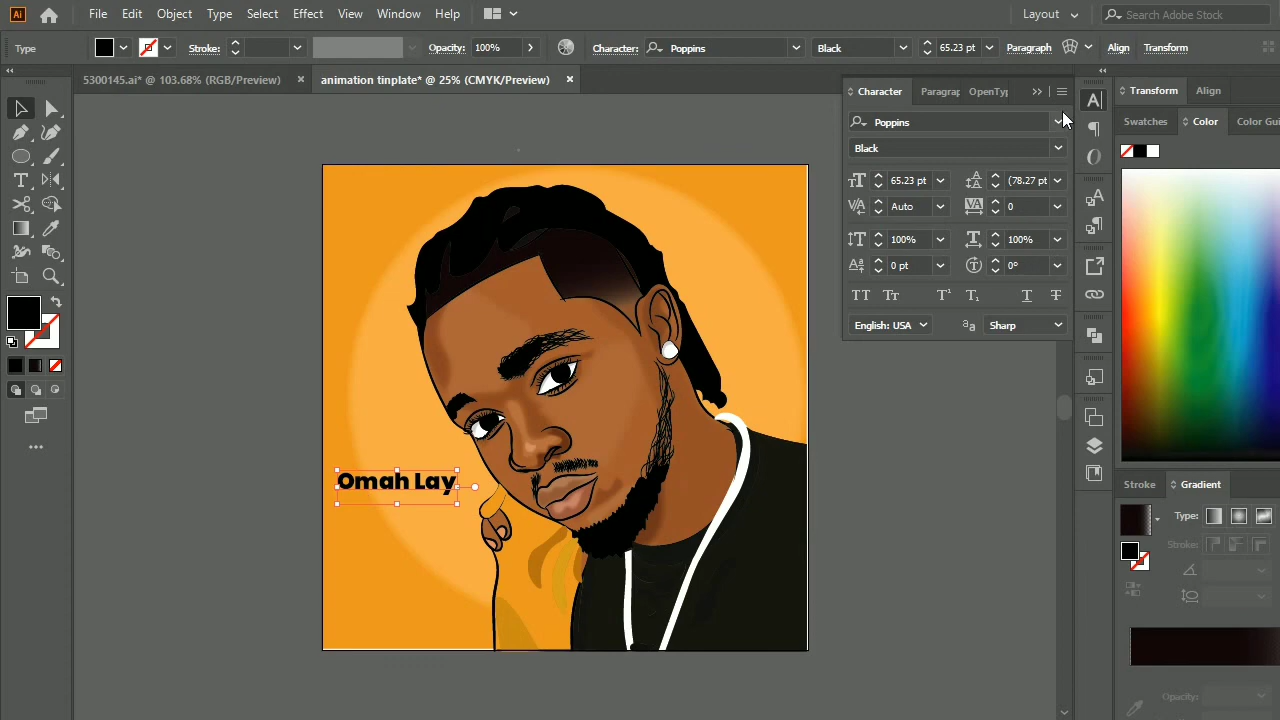 Ai File Edit Object Type Select Effect View Window Help Layout Search Adobe Stock
Type Stroke: Opacity: 100% Character: Poppins Black 65.23 pt Paragraph Align Transform
5300145.ai* @ 103.68% (RGB/Preview) × animation tinplate* @ 25% (CMYK/Preview) ×
Character Paragrap OpenTy
Poppins
Black
65.23 pt (78.27 pt
Auto 0
100% 100%
0 pt 0°
English: USA Sharp
Transform Align
Swatches Color Color Gui
Omah Lay
Stroke Gradient
Type:
Stroke:
Opacity: